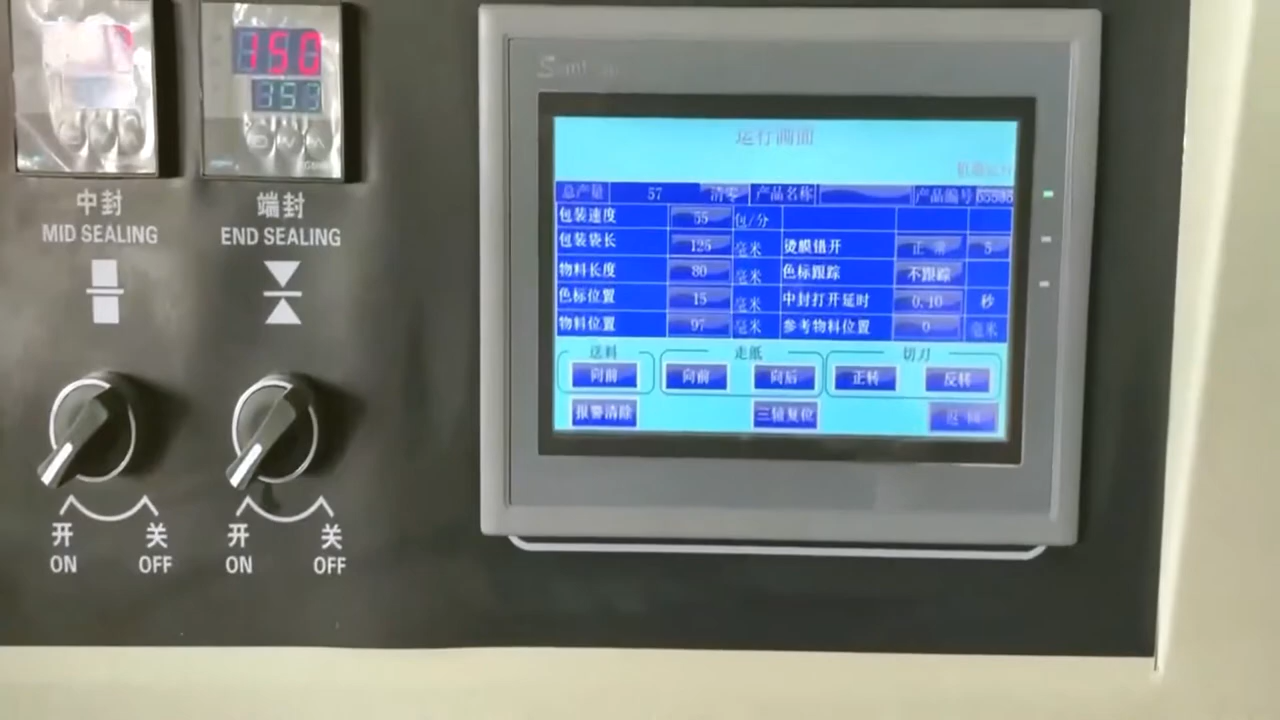 150
中封
MID SEALING
端封
END SEALING
开
关
ON
OFF
开
关
ON
OFF
运行画面
总产量 57 清零 产品名称 产品编号
包装速度 55 包/分
包装袋长 125 毫米 烫膜错开 正常 5
物料长度 80 毫米 色标跟踪 不跟踪
色标位置 15 毫米 中封打开延时 0.10 秒
物料位置 97 毫米 参考物料位置 0 毫米
送料 走纸 切刀
向前 向前 向后 正转 反转
报警清除 三轴复位 返回